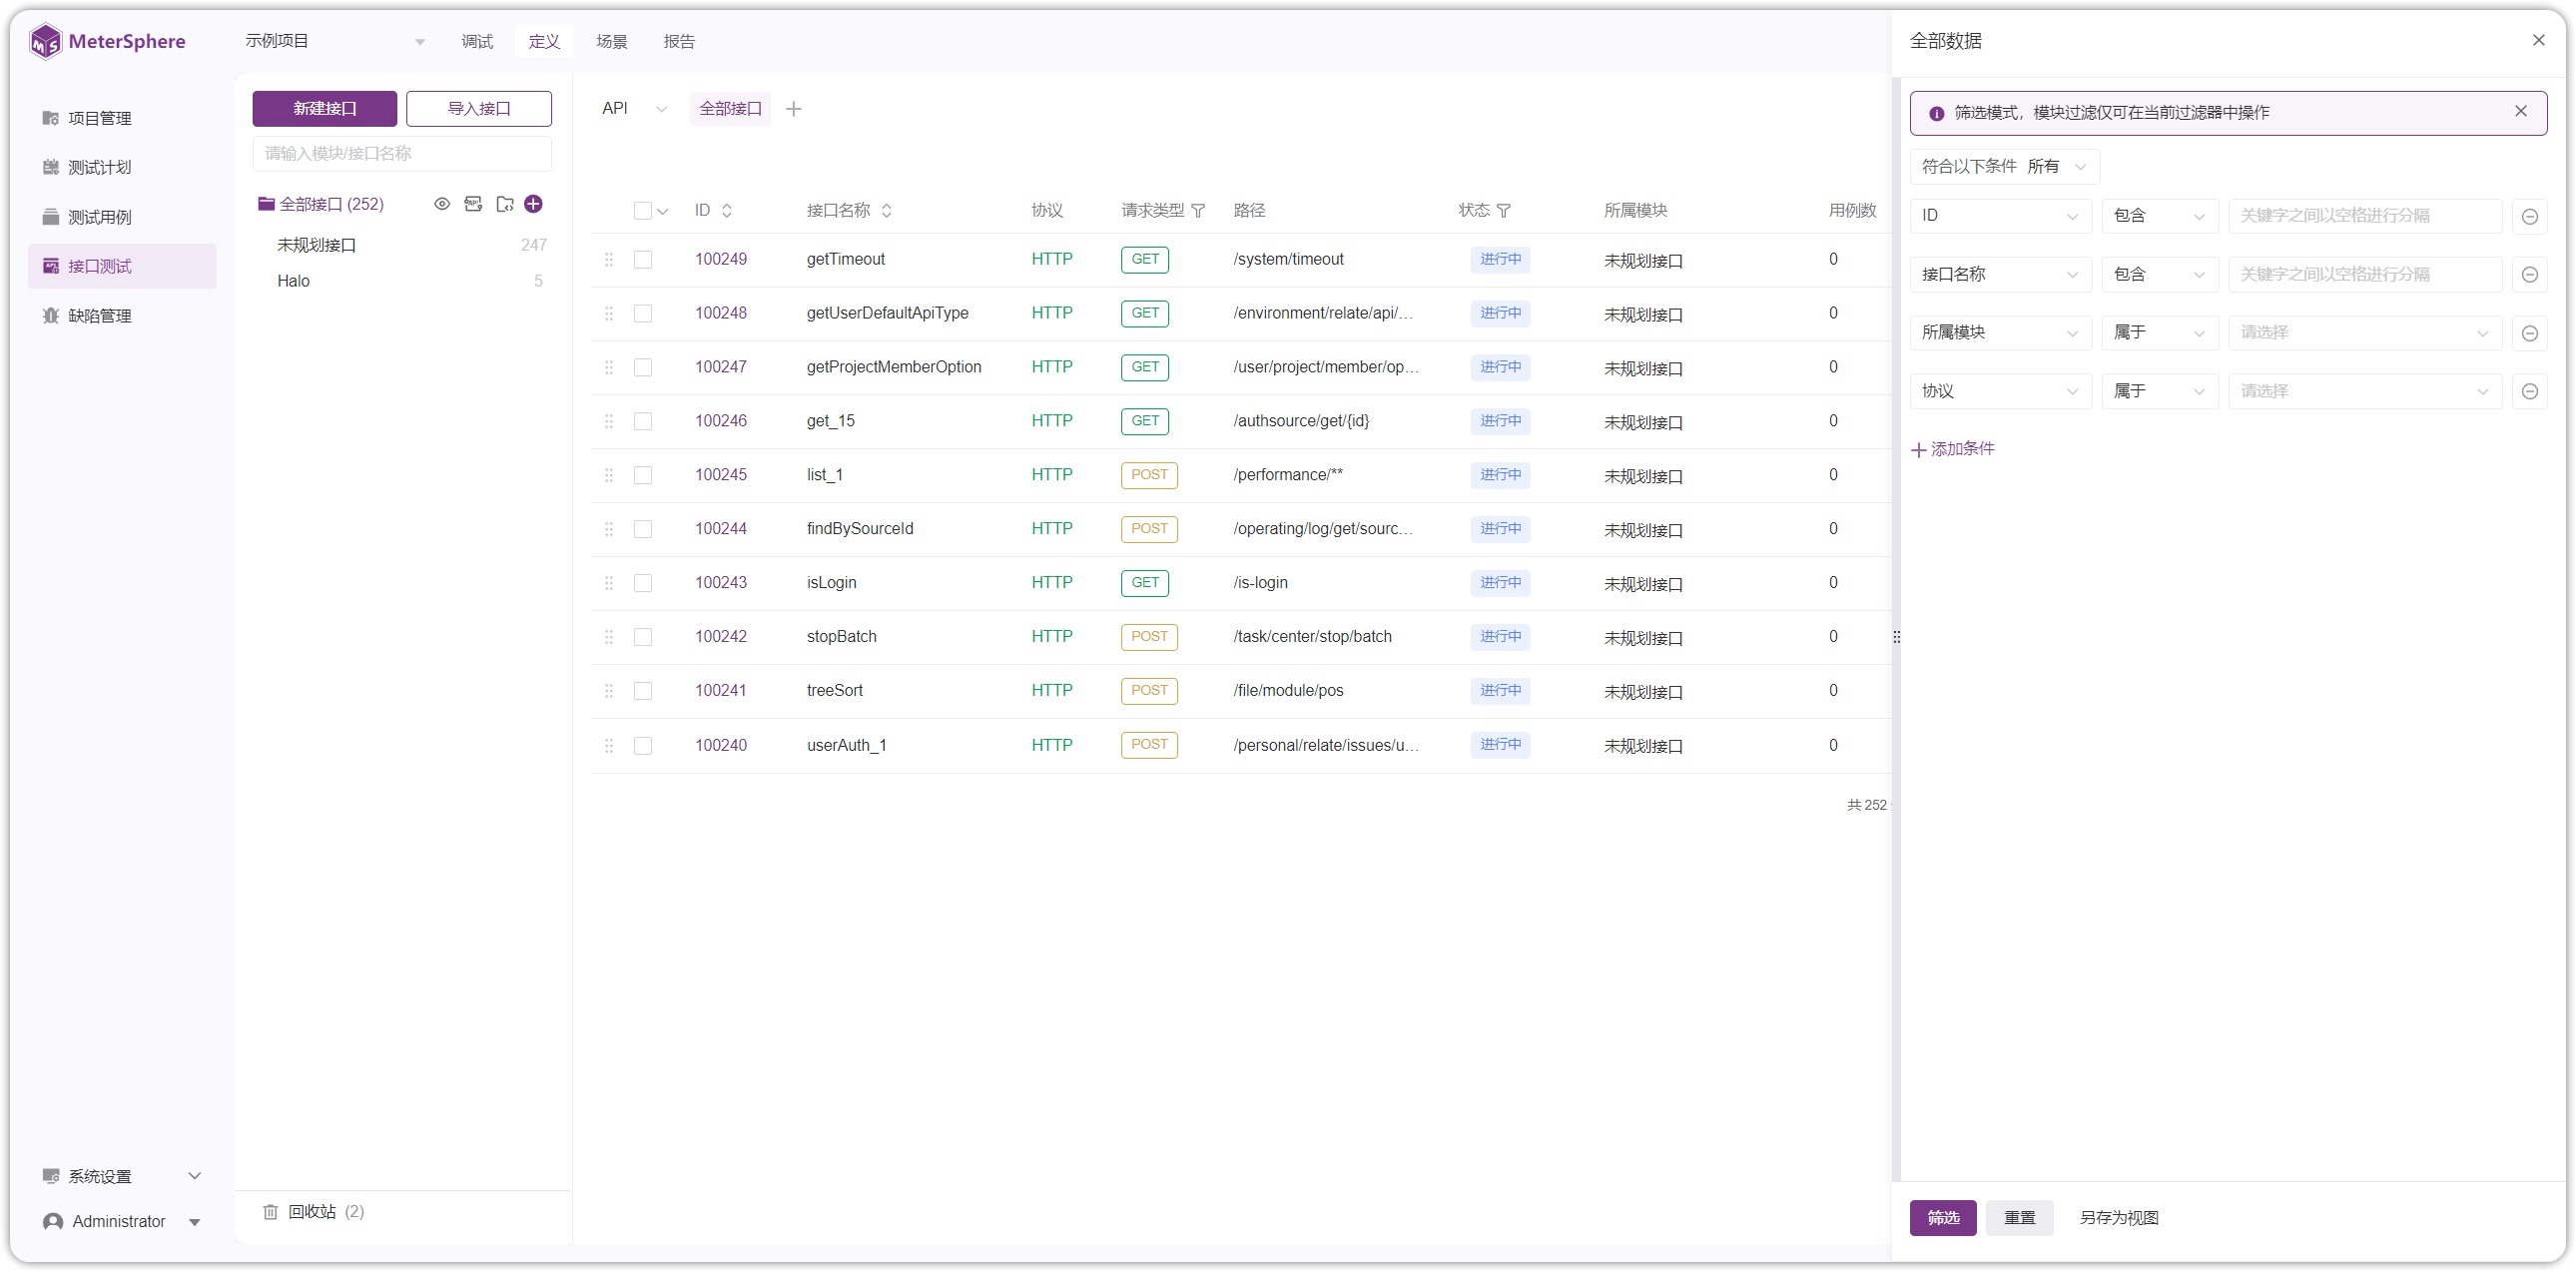 MeterSphere
示例项目
调试
定义
场景
报告
项目管理
测试计划
测试用例
接口测试
缺陷管理
系统设置
Administrator
新建接口
导入接口
请输入模块/接口名称
全部接口 (252)
未规划接口 247
Halo 5
回收站 (2)
API
全部接口
ID 接口名称 协议 请求类型 路径 状态 所属模块 用例数
100249 getTimeout HTTP GET /system/timeout 进行中 未规划接口 0
100248 getUserDefaultApiType HTTP GET /environment/relate/api/... 进行中 未规划接口 0
100247 getProjectMemberOption HTTP GET /user/project/member/op... 进行中 未规划接口 0
100246 get_15 HTTP GET /authsource/get/{id} 进行中 未规划接口 0
100245 list_1 HTTP POST /performance/** 进行中 未规划接口 0
100244 findBySourceId HTTP POST /operating/log/get/sourc... 进行中 未规划接口 0
100243 isLogin HTTP GET /is-login 进行中 未规划接口 0
100242 stopBatch HTTP POST /task/center/stop/batch 进行中 未规划接口 0
100241 treeSort HTTP POST /file/module/pos 进行中 未规划接口 0
100240 userAuth_1 HTTP POST /personal/relate/issues/u... 进行中 未规划接口 0
共 252
全部数据
筛选模式，模块过滤仅可在当前过滤器中操作
符合以下条件 所有
ID 包含 关键字之间以空格进行分隔
接口名称 包含 关键字之间以空格进行分隔
所属模块 属于 请选择
协议 属于 请选择
添加条件
筛选 重置 另存为视图